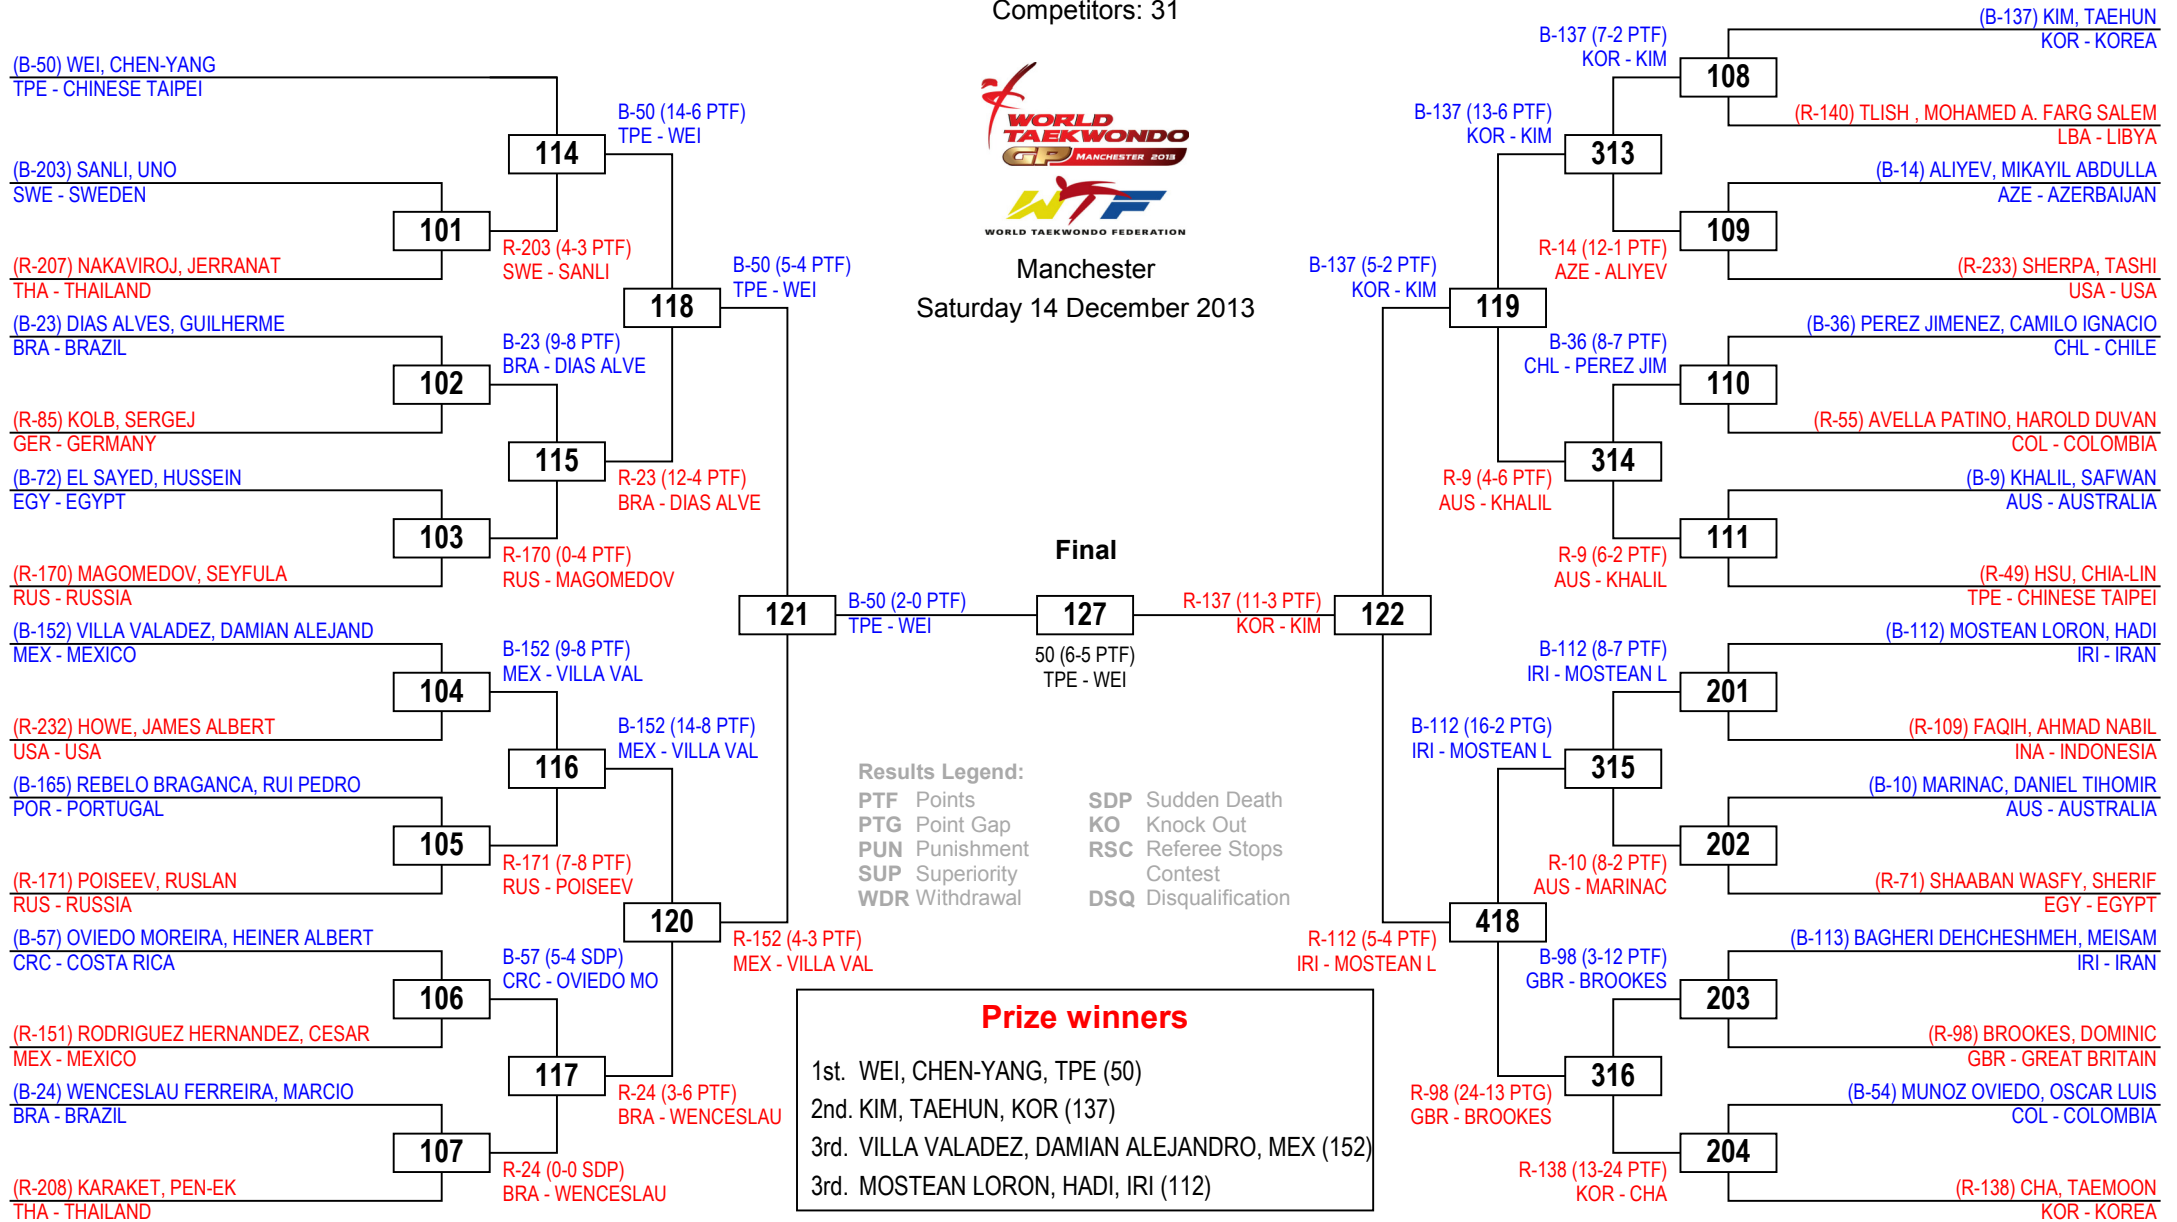 Competitors: 31
WORLD
TAEKWONDO
GP MANCHESTER 2013
WTF
WORLD TAEKWONDO FEDERATION
Manchester
Saturday 14 December 2013
(B-50) WEI, CHEN-YANG
TPE - CHINESE TAIPEI
(B-203) SANLI, UNO
SWE - SWEDEN
(R-207) NAKAVIROJ, JERRANAT
THA - THAILAND
(B-23) DIAS ALVES, GUILHERME
BRA - BRAZIL
(R-85) KOLB, SERGEJ
GER - GERMANY
(B-72) EL SAYED, HUSSEIN
EGY - EGYPT
(R-170) MAGOMEDOV, SEYFULA
RUS - RUSSIA
(B-152) VILLA VALADEZ, DAMIAN ALEJAND
MEX - MEXICO
(R-232) HOWE, JAMES ALBERT
USA - USA
(B-165) REBELO BRAGANCA, RUI PEDRO
POR - PORTUGAL
(R-171) POISEEV, RUSLAN
RUS - RUSSIA
(B-57) OVIEDO MOREIRA, HEINER ALBERT
CRC - COSTA RICA
(R-151) RODRIGUEZ HERNANDEZ, CESAR
MEX - MEXICO
(B-24) WENCESLAU FERREIRA, MARCIO
BRA - BRAZIL
(R-208) KARAKET, PEN-EK
THA - THAILAND
101
102
103
104
105
106
107
R-203 (4-3 PTF)
SWE - SANLI
B-23 (9-8 PTF)
BRA - DIAS ALVE
R-170 (0-4 PTF)
RUS - MAGOMEDOV
B-152 (9-8 PTF)
MEX - VILLA VAL
R-171 (7-8 PTF)
RUS - POISEEV
B-57 (5-4 SDP)
CRC - OVIEDO MO
R-24 (0-0 SDP)
BRA - WENCESLAU
114
115
116
117
B-50 (14-6 PTF)
TPE - WEI
R-23 (12-4 PTF)
BRA - DIAS ALVE
B-152 (14-8 PTF)
MEX - VILLA VAL
R-24 (3-6 PTF)
BRA - WENCESLAU
118
120
B-50 (5-4 PTF)
TPE - WEI
R-152 (4-3 PTF)
MEX - VILLA VAL
121
B-50 (2-0 PTF)
TPE - WEI
Final
127
50 (6-5 PTF)
TPE - WEI
R-137 (11-3 PTF)
KOR - KIM
122
B-137 (5-2 PTF)
KOR - KIM
R-112 (5-4 PTF)
IRI - MOSTEAN L
119
418
B-137 (13-6 PTF)
KOR - KIM
R-9 (4-6 PTF)
AUS - KHALIL
B-112 (16-2 PTG)
IRI - MOSTEAN L
R-98 (24-13 PTG)
GBR - BROOKES
313
314
315
316
B-137 (7-2 PTF)
KOR - KIM
R-14 (12-1 PTF)
AZE - ALIYEV
B-36 (8-7 PTF)
CHL - PEREZ JIM
R-9 (6-2 PTF)
AUS - KHALIL
B-112 (8-7 PTF)
IRI - MOSTEAN L
R-10 (8-2 PTF)
AUS - MARINAC
B-98 (3-12 PTF)
GBR - BROOKES
R-138 (13-24 PTF)
KOR - CHA
108
109
110
111
201
202
203
204
(B-137) KIM, TAEHUN
KOR - KOREA
(R-140) TLISH , MOHAMED A. FARG SALEM
LBA - LIBYA
(B-14) ALIYEV, MIKAYIL ABDULLA
AZE - AZERBAIJAN
(R-233) SHERPA, TASHI
USA - USA
(B-36) PEREZ JIMENEZ, CAMILO IGNACIO
CHL - CHILE
(R-55) AVELLA PATINO, HAROLD DUVAN
COL - COLOMBIA
(B-9) KHALIL, SAFWAN
AUS - AUSTRALIA
(R-49) HSU, CHIA-LIN
TPE - CHINESE TAIPEI
(B-112) MOSTEAN LORON, HADI
IRI - IRAN
(R-109) FAQIH, AHMAD NABIL
INA - INDONESIA
(B-10) MARINAC, DANIEL TIHOMIR
AUS - AUSTRALIA
(R-71) SHAABAN WASFY, SHERIF
EGY - EGYPT
(B-113) BAGHERI DEHCHESHMEH, MEISAM
IRI - IRAN
(R-98) BROOKES, DOMINIC
GBR - GREAT BRITAIN
(B-54) MUNOZ OVIEDO, OSCAR LUIS
COL - COLOMBIA
(R-138) CHA, TAEMOON
KOR - KOREA
Results Legend:
PTF Points SDP Sudden Death
PTG Point Gap KO Knock Out
PUN Punishment RSC Referee Stops
SUP Superiority Contest
WDR Withdrawal DSQ Disqualification
Prize winners
1st. WEI, CHEN-YANG, TPE (50)
2nd. KIM, TAEHUN, KOR (137)
3rd. VILLA VALADEZ, DAMIAN ALEJANDRO, MEX (152)
3rd. MOSTEAN LORON, HADI, IRI (112)